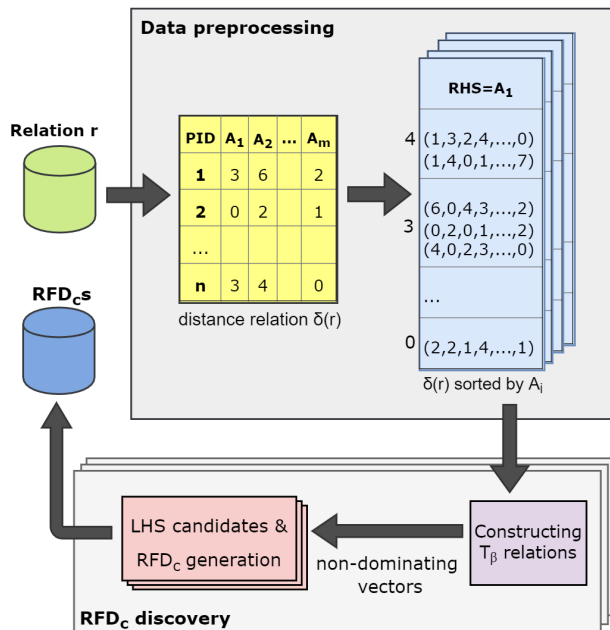 Data preprocessing
Relation r
PID A₁ A₂ ... Aₘ
1 3 6 2
2 0 2 1
...
n 3 4 0
distance relation δ(r)
RHS=A₁
4 (1,3,2,4,...,0)
(1,4,0,1,...,7)
(6,0,4,3,...,2)
3 (0,2,0,1,...,2)
(4,0,2,3,...,0)
...
0 (2,2,1,4,...,1)
δ(r) sorted by Aᵢ
RFD_Cs
LHS candidates &
RFD_C generation
non-dominating
vectors
Constructing
Tᵦ relations
RFD_C discovery